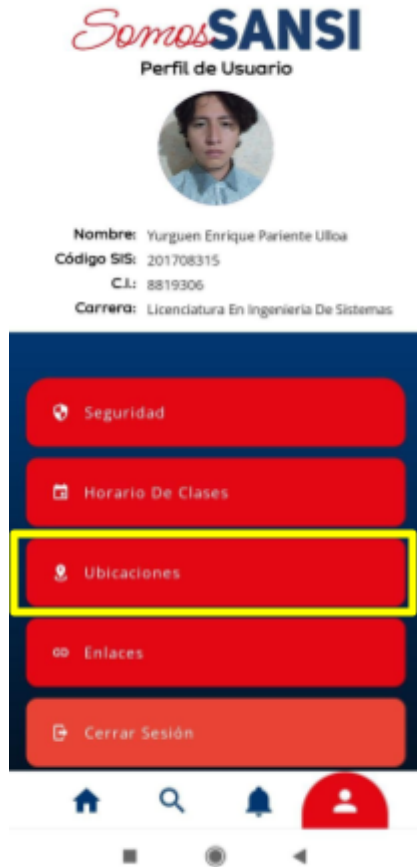 SomosSANSI
Perfil de Usuario
Nombre: Yurguen Enrique Pariente Ulloa
Código SIS: 201708315
C.I.: 8819306
Carrera: Licenciatura En Ingeniería De Sistemas
Seguridad
Horario De Clases
Ubicaciones
Enlaces
Cerrar Sesión